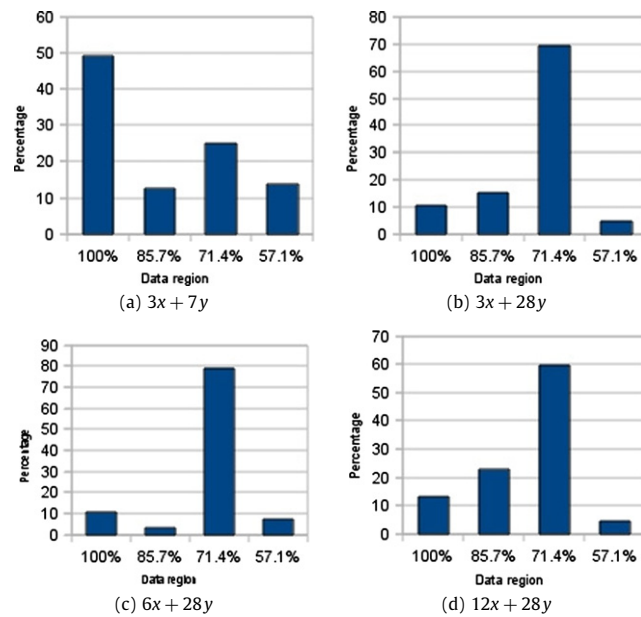 60
50
40
30
20
10
0
Percentage
100% 85.7% 71.4% 57.1%
Data region
(a) 3x + 7y
80
70
60
50
40
30
20
10
0
Percentage
100% 85.7% 71.4% 57.1%
Data region
(b) 3x + 28y
90
80
70
60
50
40
30
20
10
0
Percentage
100% 85.7% 71.4% 57.1%
Data region
(c) 6x + 28y
70
60
50
40
30
20
10
0
Percentage
100% 85.7% 71.4% 57.1%
Data region
(d) 12x + 28y